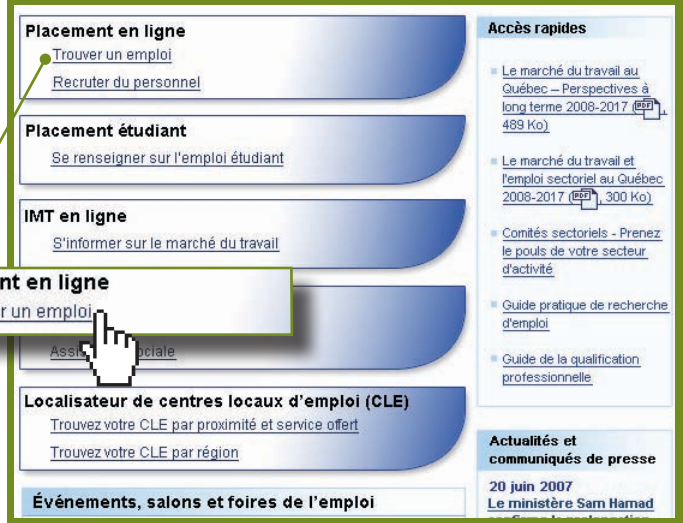 Placement en ligne
Trouver un emploi
Recruter du personnel
Placement étudiant
Se renseigner sur l'emploi étudiant
IMT en ligne
S'informer sur le marché du travail
nt en ligne
r un emploi
Localisateur de centres locaux d'emploi (CLE)
Trouvez votre CLE par proximité et service offert
Trouvez votre CLE par région
Événements, salons et foires de l'emploi
Accès rapides
Le marché du travail au
Québec – Perspectives à
long terme 2008-2017 (PDF,
489 Ko)
Le marché du travail et
l'emploi sectoriel au Québec
2008-2017 (PDF, 300 Ko)
Comités sectoriels - Prenez
le pouls de votre secteur
d'activité
Guide pratique de recherche
d'emploi
Guide de la qualification
professionnelle
Actualités et
communiqués de presse
20 juin 2007
Le ministère Sam Hamad